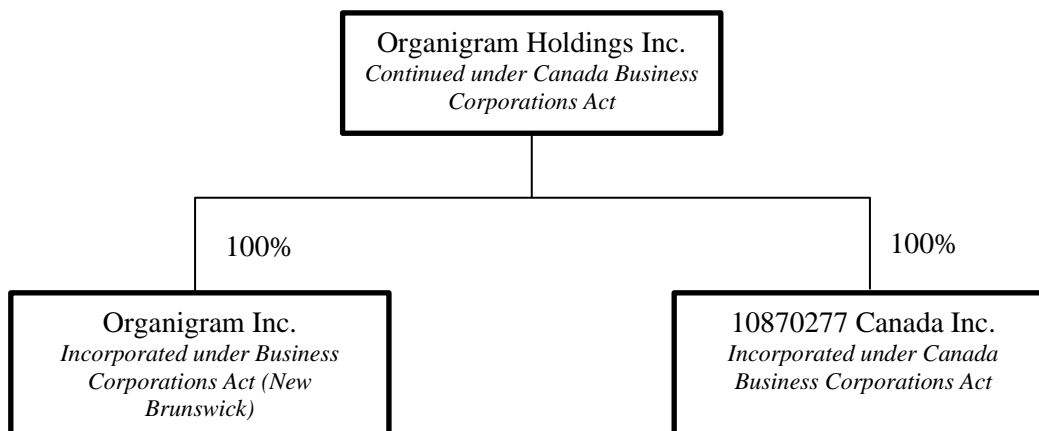 Organigram Holdings Inc.
Continued under Canada Business
Corporations Act
100%
100%
Organigram Inc.
Incorporated under Business
Corporations Act (New
Brunswick)
10870277 Canada Inc.
Incorporated under Canada
Business Corporations Act